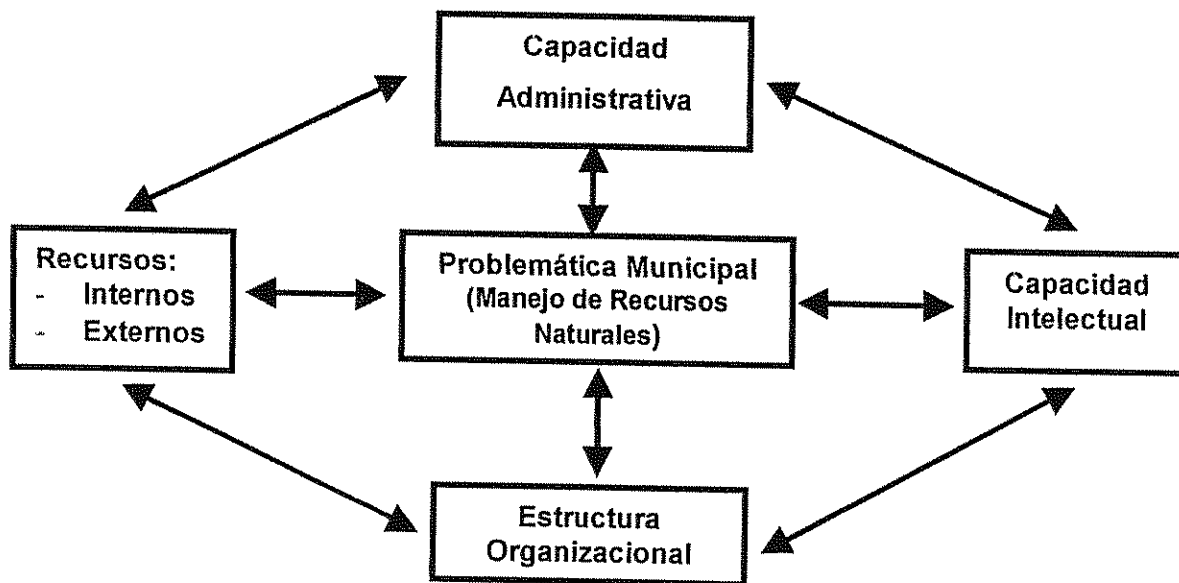 Capacidad
Administrativa
Recursos:
- Internos
- Externos
Problemática Municipal
(Manejo de Recursos
Naturales)
Capacidad
Intelectual
Estructura
Organizacional